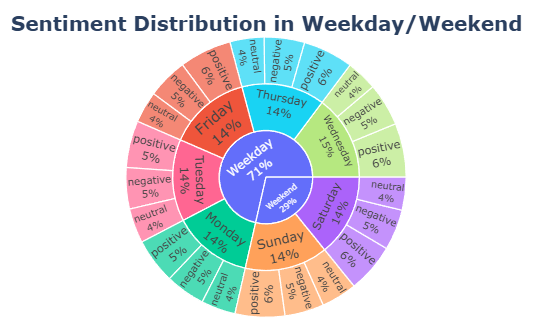 Sentiment Distribution in Weekday/Weekend
Weekday
71%
Weekend
29%
Wednesday
15%
positive
6%
negative
5%
neutral
4%
Thursday
14%
positive
6%
negative
5%
neutral
4%
Friday
14%
positive
6%
negative
5%
neutral
4%
Tuesday
14%
positive
5%
negative
5%
neutral
4%
Monday
14%
positive
5%
negative
5%
neutral
4%
Sunday
14%
positive
6%
negative
5%
neutral
4%
Saturday
14%
positive
6%
negative
5%
neutral
4%